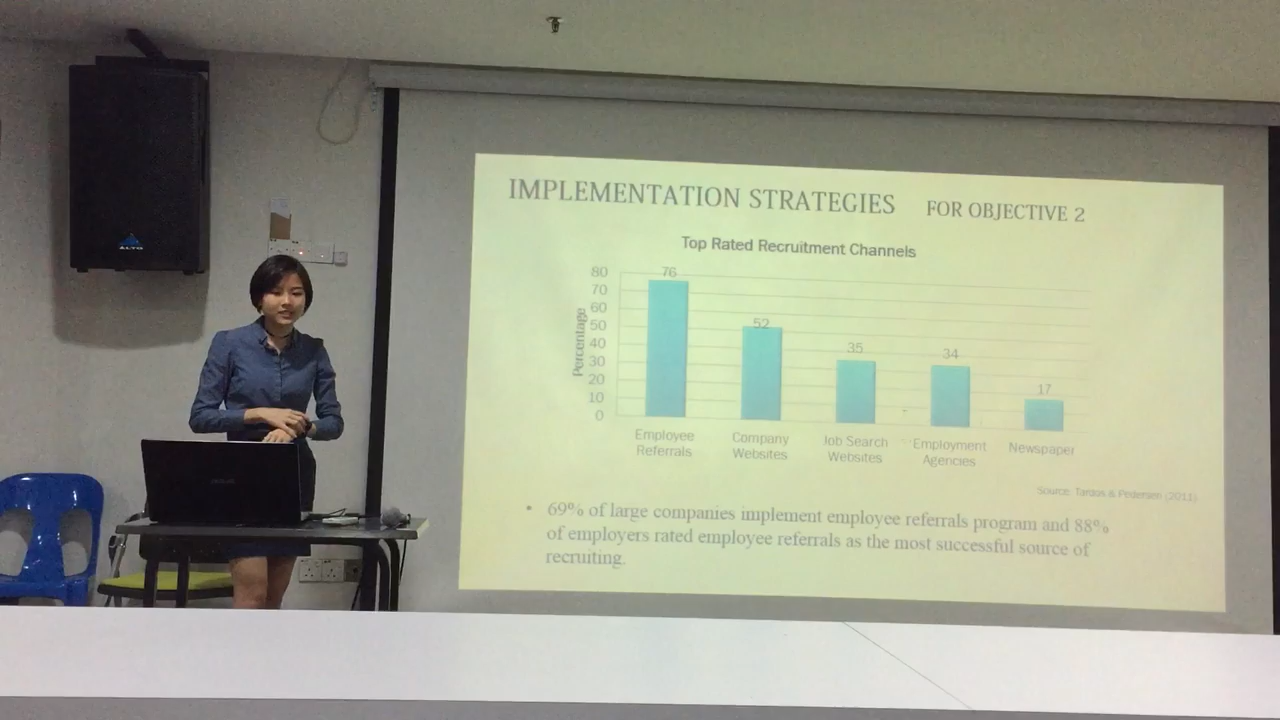 ALTO
IMPLEMENTATION STRATEGIES FOR OBJECTIVE 2
Top Rated Recruitment Channels
Percentage
80
70
60
50
40
30
20
10
0
76
52
35
34
17
Employee
Referrals
Company
Websites
Job Search
Websites
Employment
Agencies
Newspaper
Source: & Pedersen (2011)
• 69% of large companies implement employee referrals program and 88%
of employers rated employee referrals as the most successful source of
recruiting.